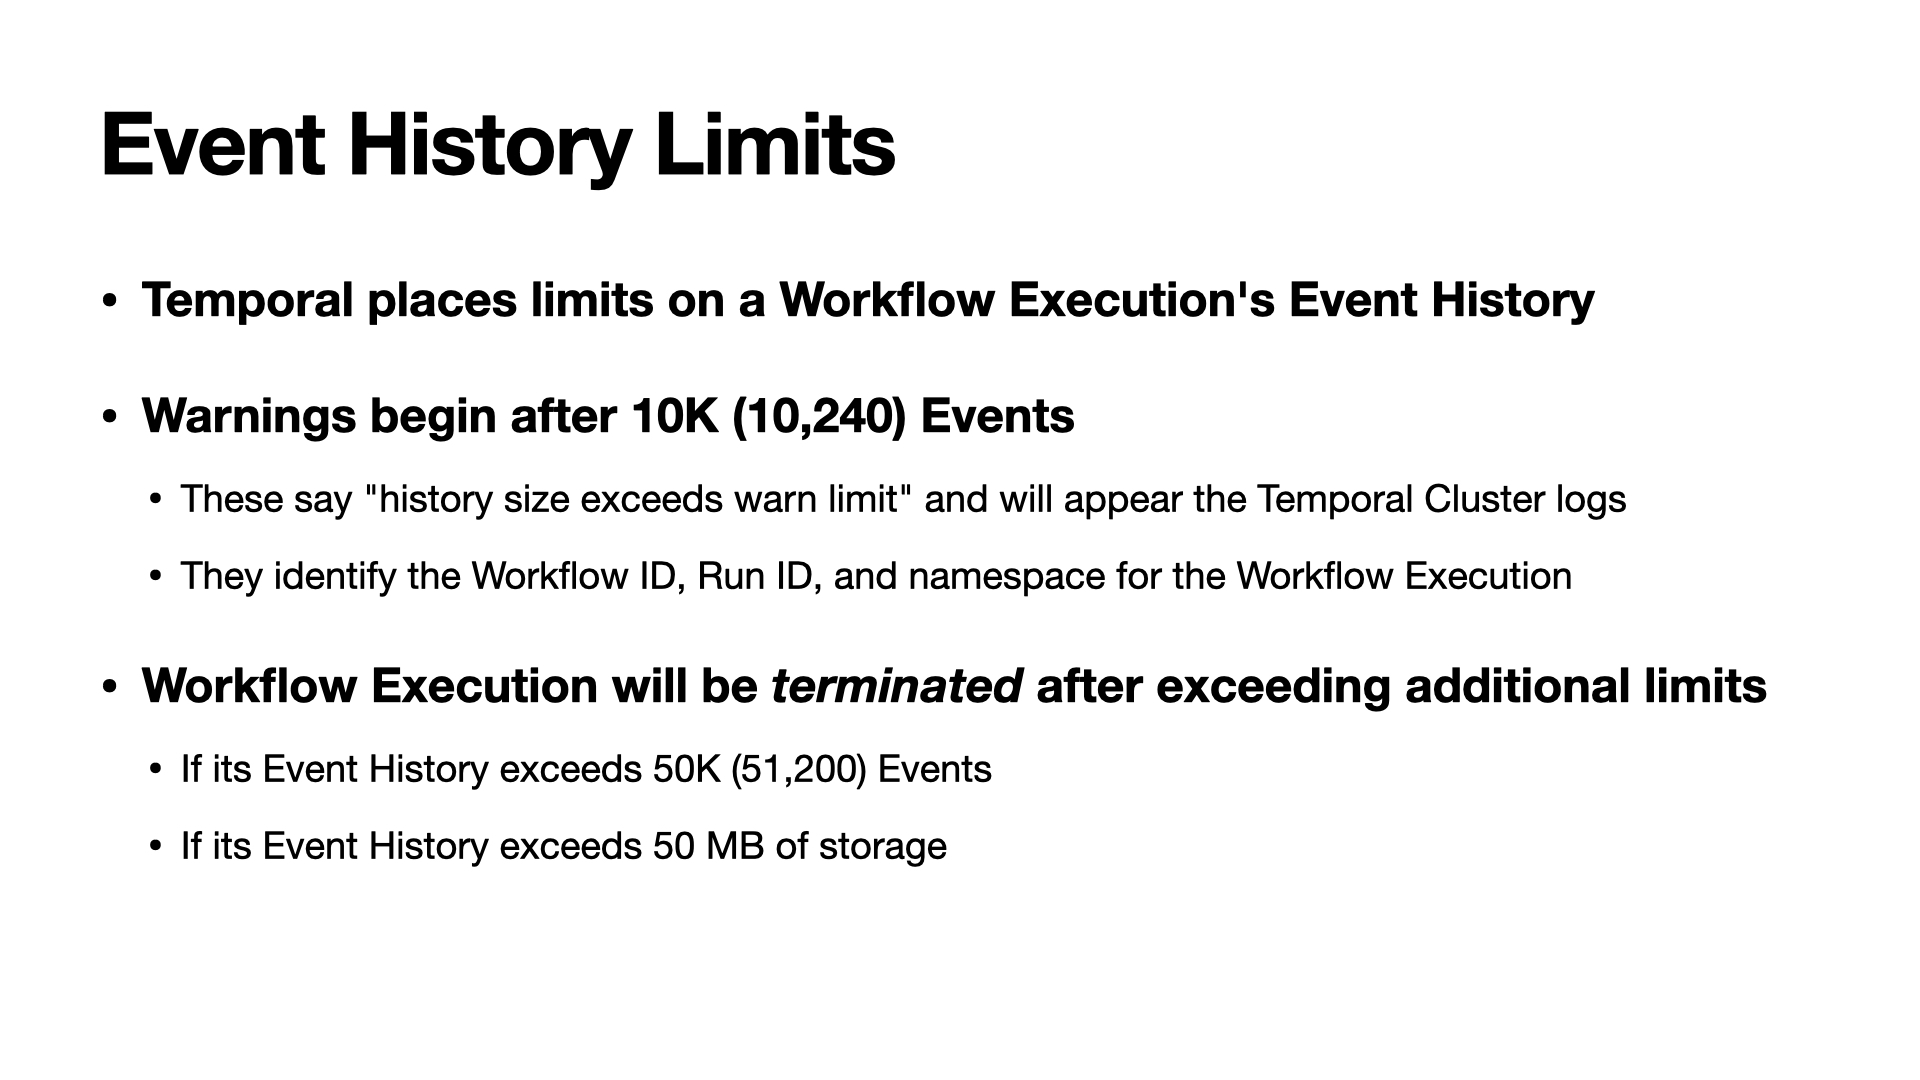 Event History Limits
• Temporal places limits on a Workflow Execution's Event History
• Warnings begin after 10K (10,240) Events
• These say "history size exceeds warn limit" and will appear the Temporal Cluster logs
• They identify the Workflow ID, Run ID, and namespace for the Workflow Execution
• Workflow Execution will be terminated after exceeding additional limits
• If its Event History exceeds 50K (51,200) Events
• If its Event History exceeds 50 MB of storage